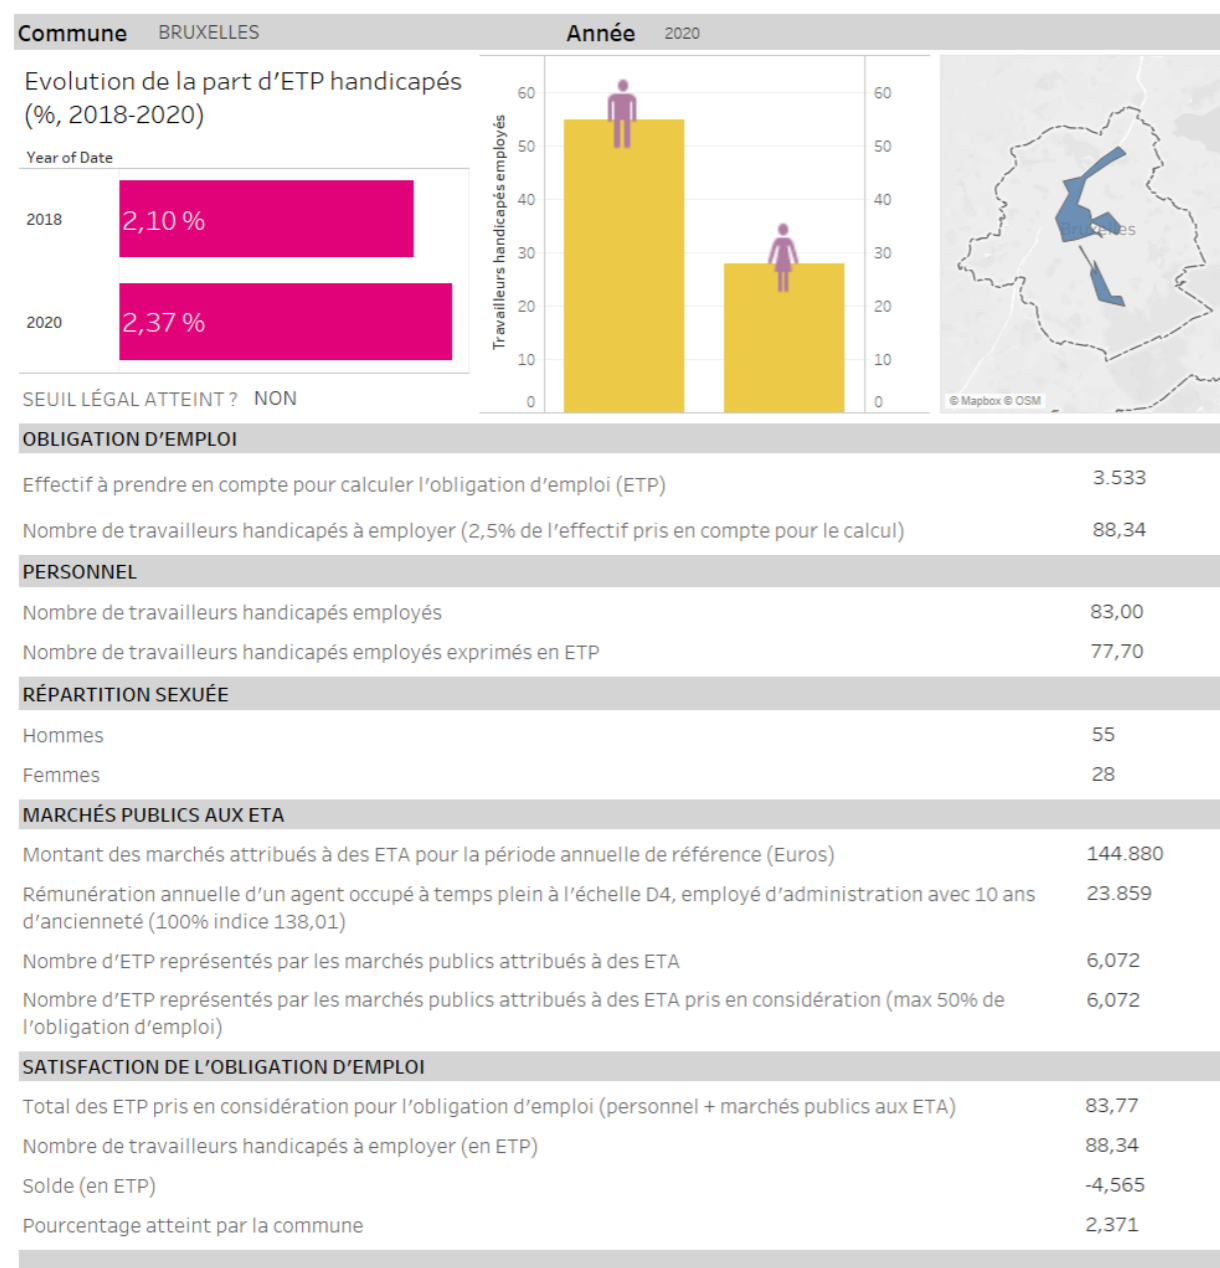 Commune BRUXELLES Année 2020
Evolution de la part d'ETP handicapés
(%, 2018-2020)
Year of Date
2018 2,10 %
2020 2,37 %
SEUIL LÉGAL ATTEINT ? NON
Travailleurs handicapés employés
60 60
50 50
40 40
30 30
20 20
10 10
0 0
Bruxelles
© Mapbox © OSM
OBLIGATION D'EMPLOI
Effectif à prendre en compte pour calculer l'obligation d'emploi (ETP) 3.533
Nombre de travailleurs handicapés à employer (2,5% de l'effectif pris en compte pour le calcul) 88,34
PERSONNEL
Nombre de travailleurs handicapés employés 83,00
Nombre de travailleurs handicapés employés exprimés en ETP 77,70
RÉPARTITION SEXUÉE
Hommes 55
Femmes 28
MARCHÉS PUBLICS AUX ETA
Montant des marchés attribués à des ETA pour la période annuelle de référence (Euros) 144.880
Rémunération annuelle d'un agent occupé à temps plein à l'échelle D4, employé d'administration avec 10 ans 23.859
d'ancienneté (100% indice 138,01)
Nombre d'ETP représentés par les marchés publics attribués à des ETA 6,072
Nombre d'ETP représentés par les marchés publics attribués à des ETA pris en considération (max 50% de 6,072
l'obligation d'emploi)
SATISFACTION DE L'OBLIGATION D'EMPLOI
Total des ETP pris en considération pour l'obligation d'emploi (personnel + marchés publics aux ETA) 83,77
Nombre de travailleurs handicapés à employer (en ETP) 88,34
Solde (en ETP) -4,565
Pourcentage atteint par la commune 2,371